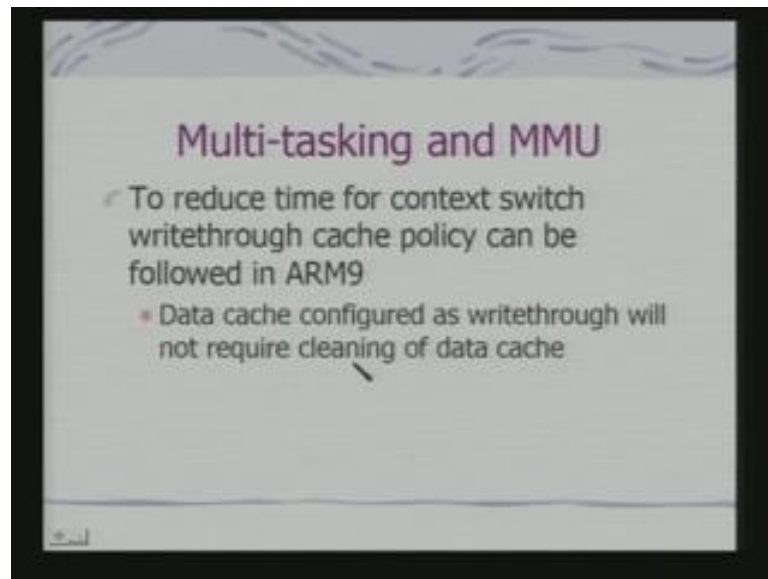 Multi-tasking and MMU
To reduce time for context switch
writethrough cache policy can be
followed in ARM9
Data cache configured as writethrough will
not require cleaning of data cache